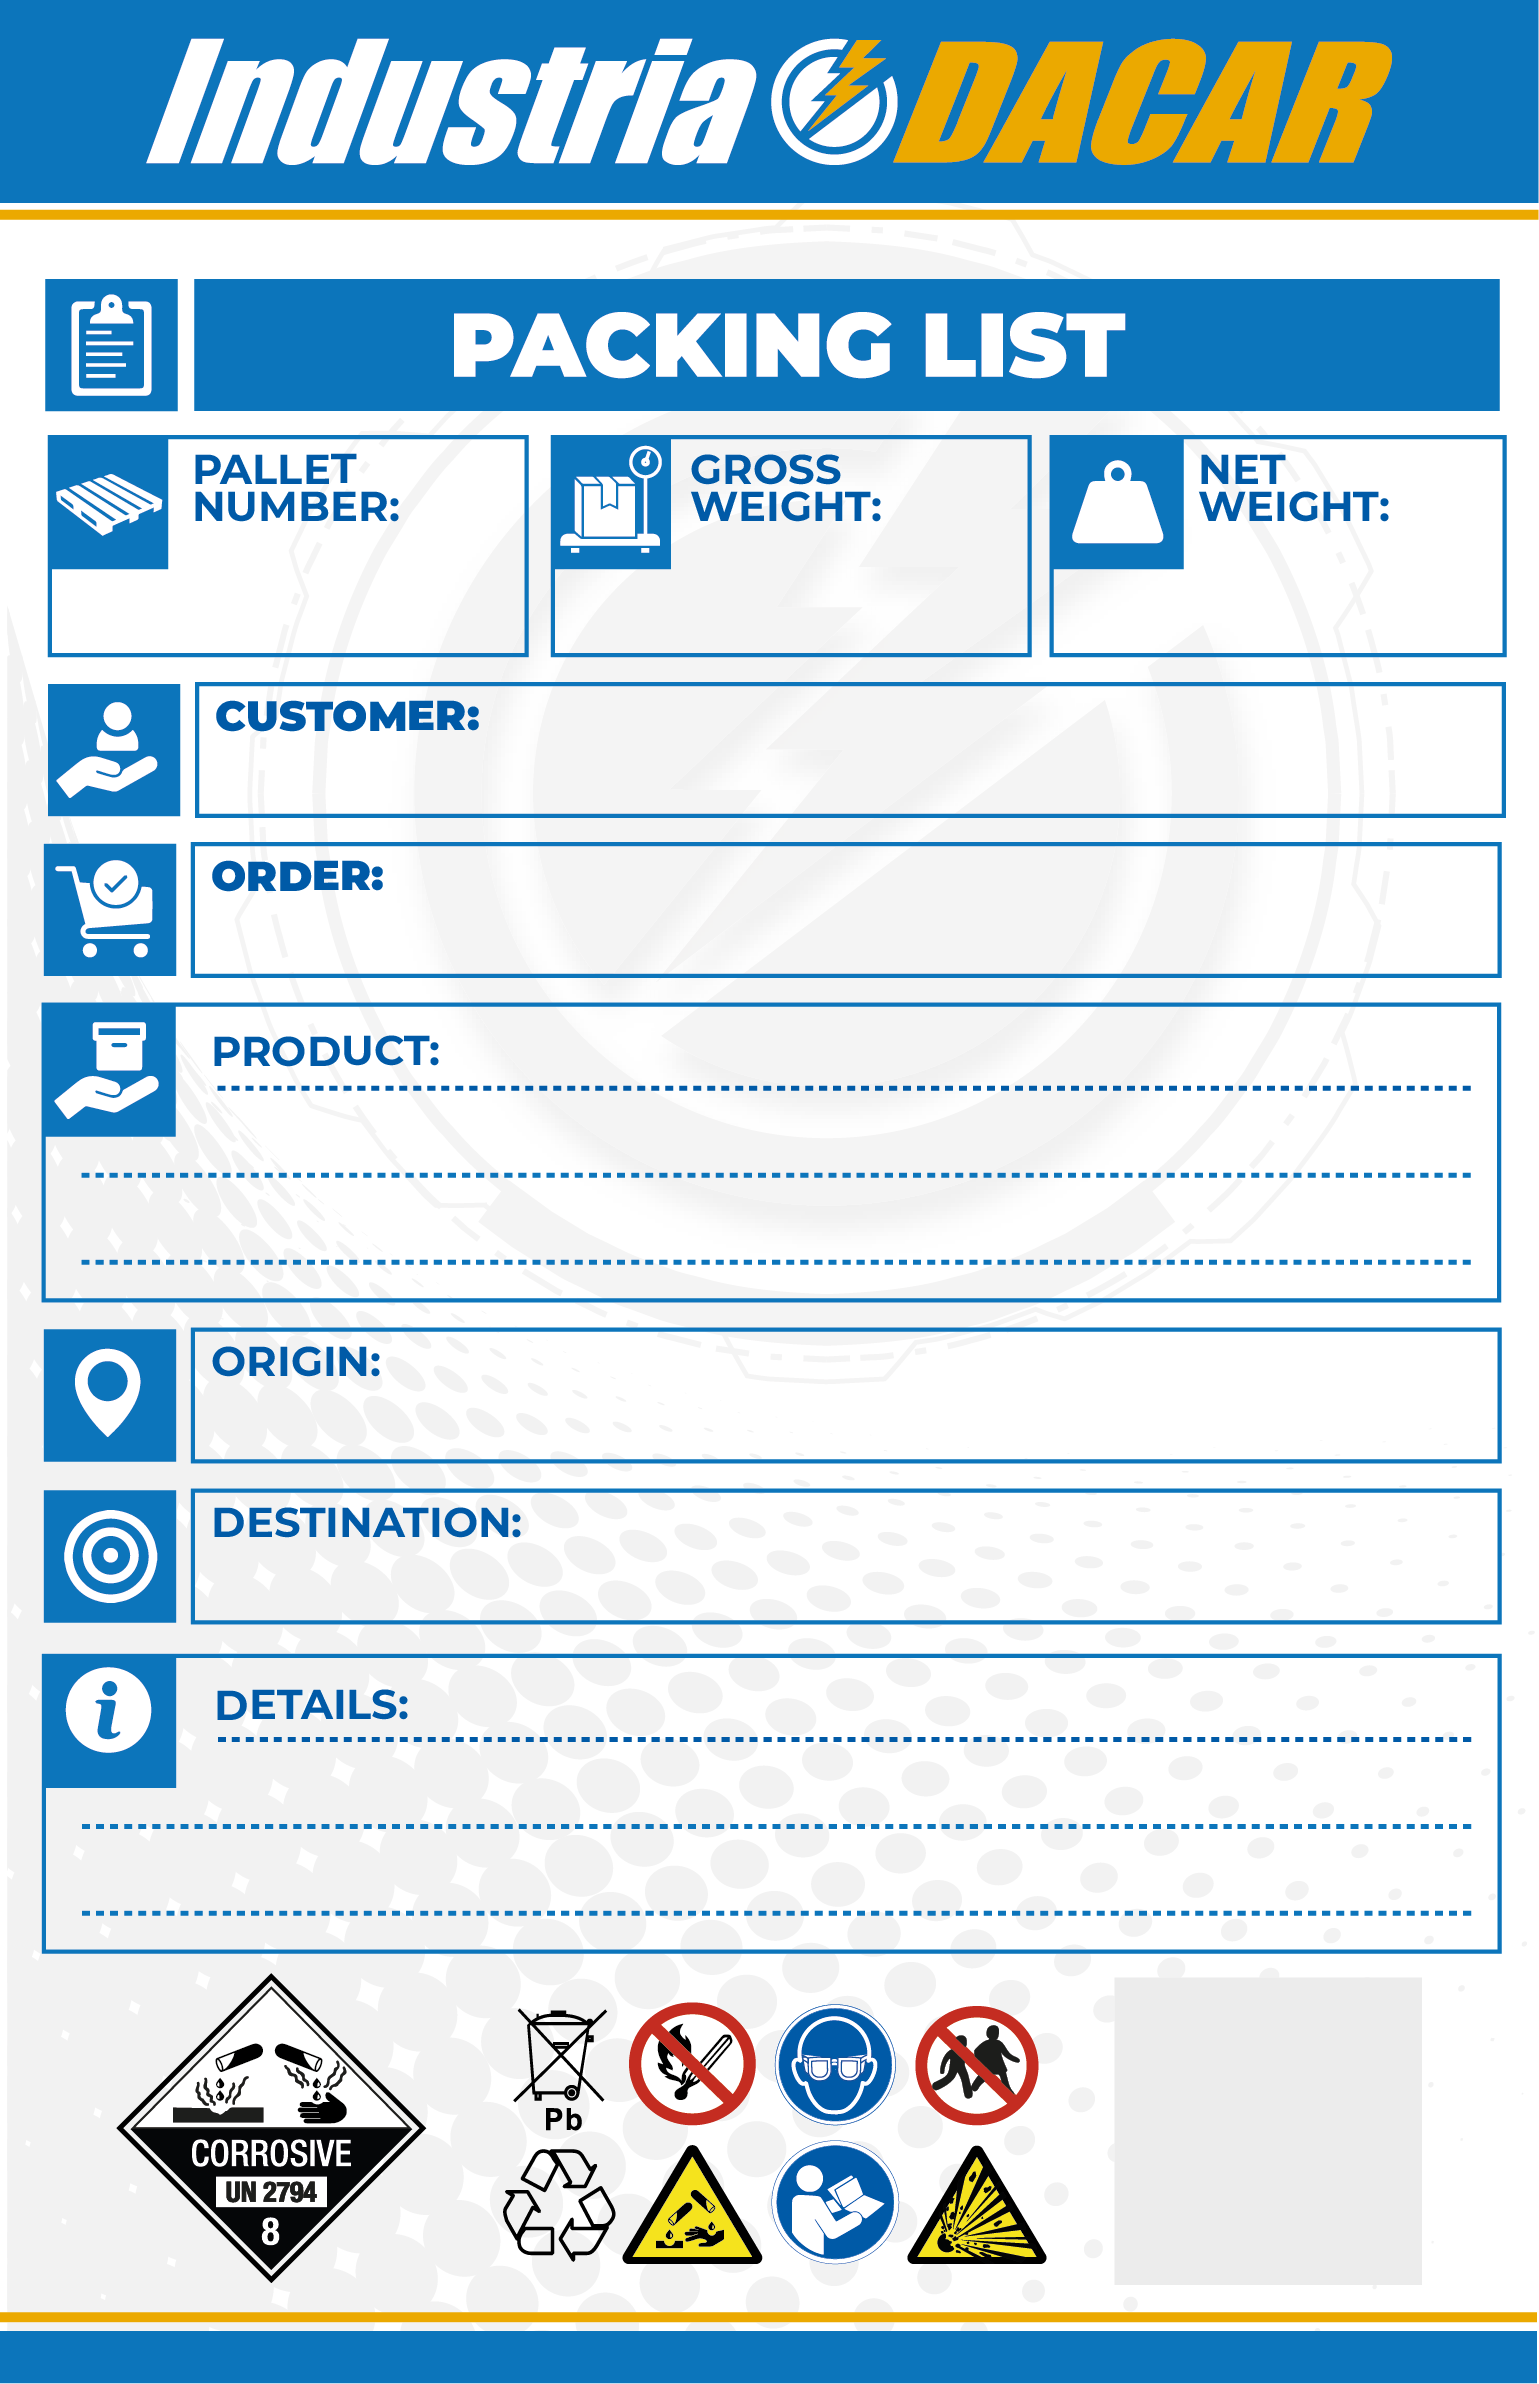 Industria DACAR
PACKING LIST
PALLET
NUMBER:
GROSS
WEIGHT:
NET
WEIGHT:
CUSTOMER:
ORDER:
PRODUCT:
ORIGIN:
DESTINATION:
i
DETAILS:
Pb
CORROSIVE
UN 2794
8